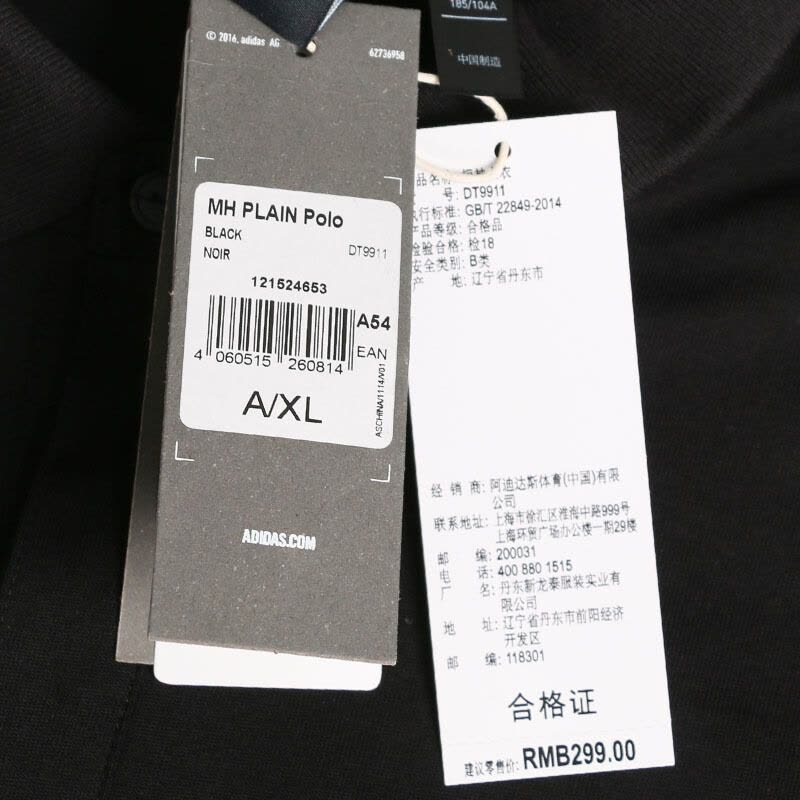 © 2016, adidas AG
62736958
MH PLAIN Polo
BLACK
NOIR
DT9911
121524653
A54
4 060515 260814
EAN
A/XL
ASCHINA/1114/V01
ADIDAS.COM
185/104A
中国制造
品名称:
号: DT9911
执行标准: GB/T 22849-2014
产品等级: 合格品
检验合格: 检18
安全类别: B类
产 地: 辽宁省丹东市
经 销 商: 阿迪达斯体育(中国)有限
公司
联系地址: 上海市徐汇区淮海中路999号
上海环贸广场办公楼一期29楼
邮 编: 200031
电 话: 400 880 1515
厂 名: 丹东新龙泰服装实业有
限公司
地 址: 辽宁省丹东市前阳经济
开发区
邮 编: 118301
合格证
建议零售价: RMB299.00